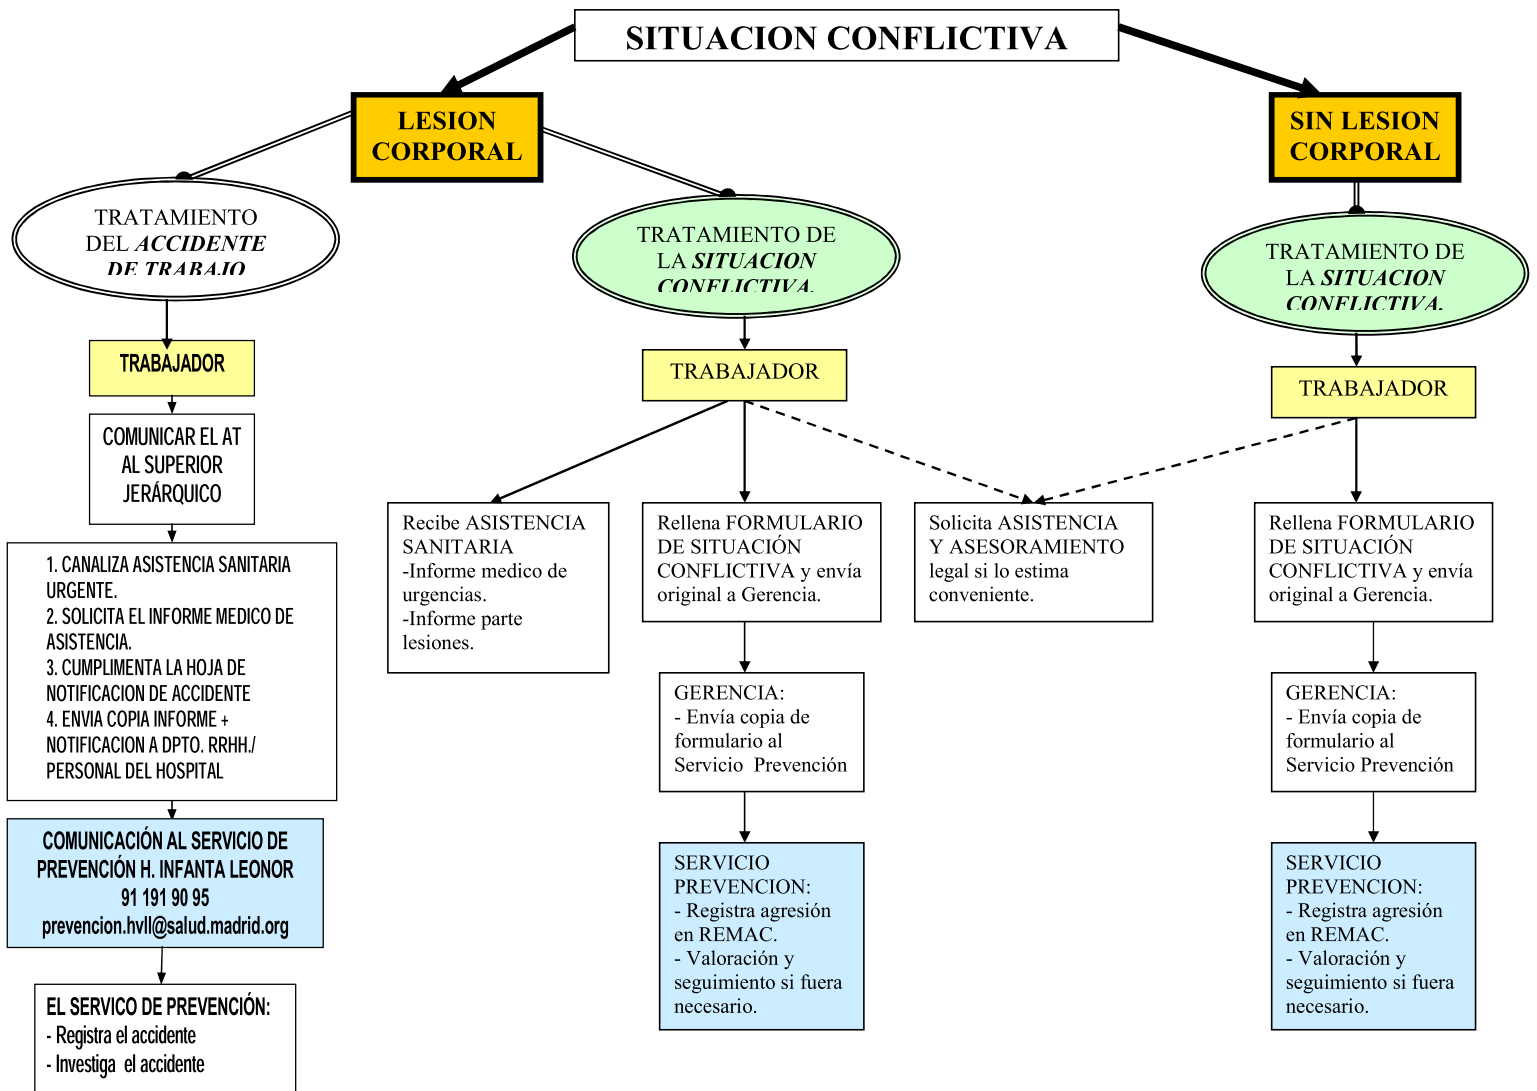 SITUACION CONFLICTIVA
LESION
CORPORAL
SIN LESION
CORPORAL
TRATAMIENTO
DEL ACCIDENTE
DE TRABAJO
TRATAMIENTO DE
LA SITUACION
CONFLICTIVA.
TRATAMIENTO DE
LA SITUACION
CONFLICTIVA.
TRABAJADOR
TRABAJADOR
TRABAJADOR
COMUNICAR EL AT
AL SUPERIOR
JERÁRQUICO
1. CANALIZA ASISTENCIA SANITARIA
URGENTE.
2. SOLICITA EL INFORME MEDICO DE
ASISTENCIA.
3. CUMPLIMENTA LA HOJA DE
NOTIFICACION DE ACCIDENTE
4. ENVIA COPIA INFORME +
NOTIFICACION A DPTO. RRHH./
PERSONAL DEL HOSPITAL
COMUNICACIÓN AL SERVICIO DE
PREVENCIÓN H. INFANTA LEONOR
91 191 90 95
prevencion.hvll@salud.madrid.org
EL SERVICO DE PREVENCIÓN:
- Registra el accidente
- Investiga  el accidente
Recibe ASISTENCIA
SANITARIA
-Informe medico de
urgencias.
-Informe parte
lesiones.
Rellena FORMULARIO
DE SITUACIÓN
CONFLICTIVA y envía
original a Gerencia.
Solicita ASISTENCIA
Y ASESORAMIENTO
legal si lo estima
conveniente.
Rellena FORMULARIO
DE SITUACIÓN
CONFLICTIVA y envía
original a Gerencia.
GERENCIA:
- Envía copia de
formulario al
Servicio  Prevención
GERENCIA:
- Envía copia de
formulario al
Servicio Prevención
SERVICIO
PREVENCION:
- Registra agresión
en REMAC.
- Valoración y
seguimiento si fuera
necesario.
SERVICIO
PREVENCION:
- Registra agresión
en REMAC.
- Valoración y
seguimiento si fuera
necesario.